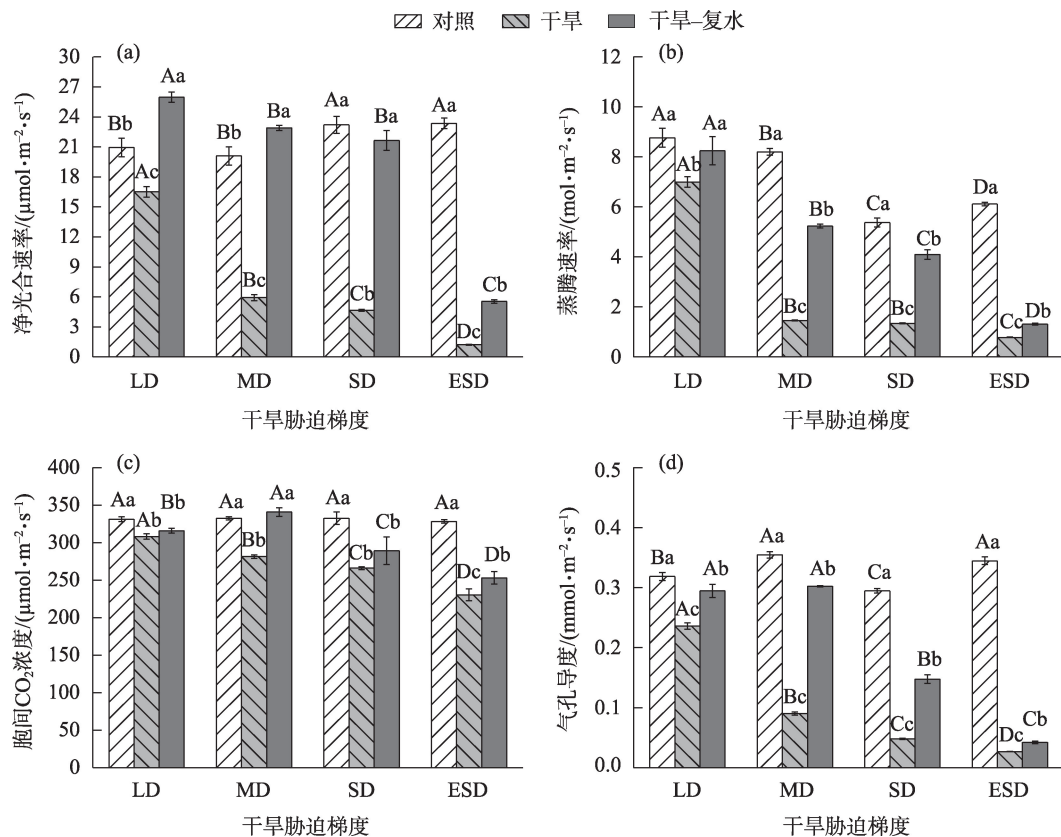 对照 干旱 干旱–复水
(a)
净光合速率/(μmol·m⁻²·s⁻¹)
30
27
24
21
18
15
12
9
6
3
0
Bb Ac Aa
Bb Bc Ba
Aa Cb Ba
Aa Dc Cb
LD MD SD ESD
干旱胁迫梯度
(b)
蒸腾速率/(mol·m⁻²·s⁻¹)
12
10
8
6
4
2
0
Aa Ab Aa
Ba Bc Bb
Ca Bc Cb
Da Cc Db
LD MD SD ESD
干旱胁迫梯度
(c)
胞间CO₂浓度/(μmol·m⁻²·s⁻¹)
400
350
300
250
200
150
100
50
0
Aa Ab Bb
Aa Bb Aa
Aa Cb Cb
Aa Dc Db
LD MD SD ESD
干旱胁迫梯度
(d)
气孔导度/(mmol·m⁻²·s⁻¹)
0.5
0.4
0.3
0.2
0.1
0.0
Ba Ac Ab
Aa Bc Ab
Ca Cc Bb
Aa Dc Cb
LD MD SD ESD
干旱胁迫梯度